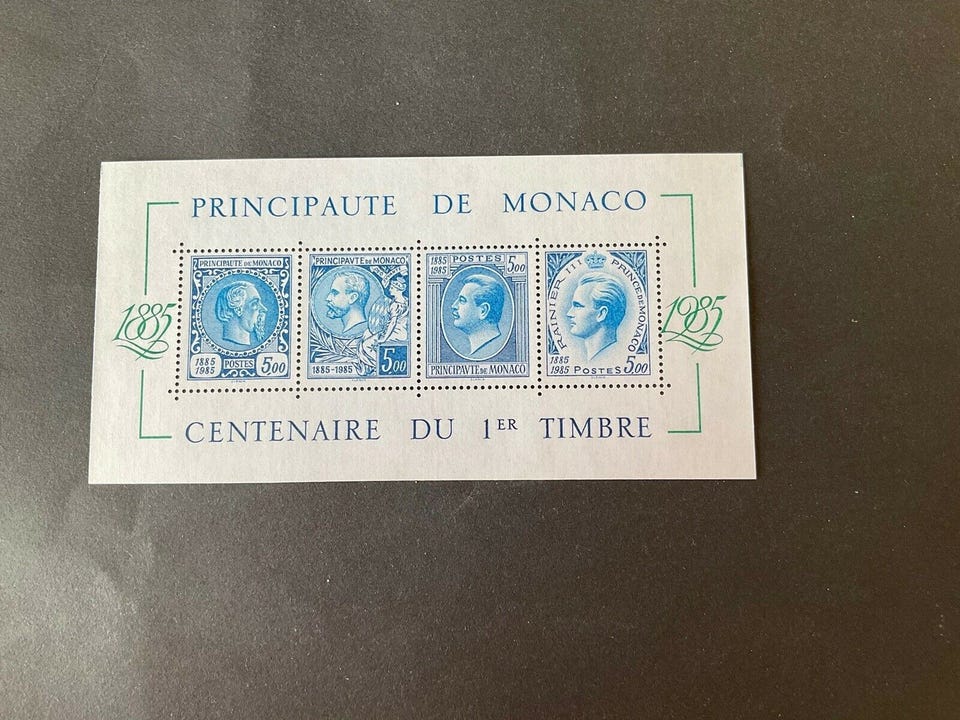 PRINCIPAUTE DE MONACO
1885
PRINCIPAUTE DE MONACO
1885
1985
POSTES
5,00
PRINCIPAVTE DE MONACO
1885-1985
5,00
1885
1985
POSTES
5,00
PRINCIPAVTE DE MONACO
RAINIER III PRINCE DE MONACO
1885
1985
POSTES 5,00
1985
CENTENAIRE DU 1ER TIMBRE